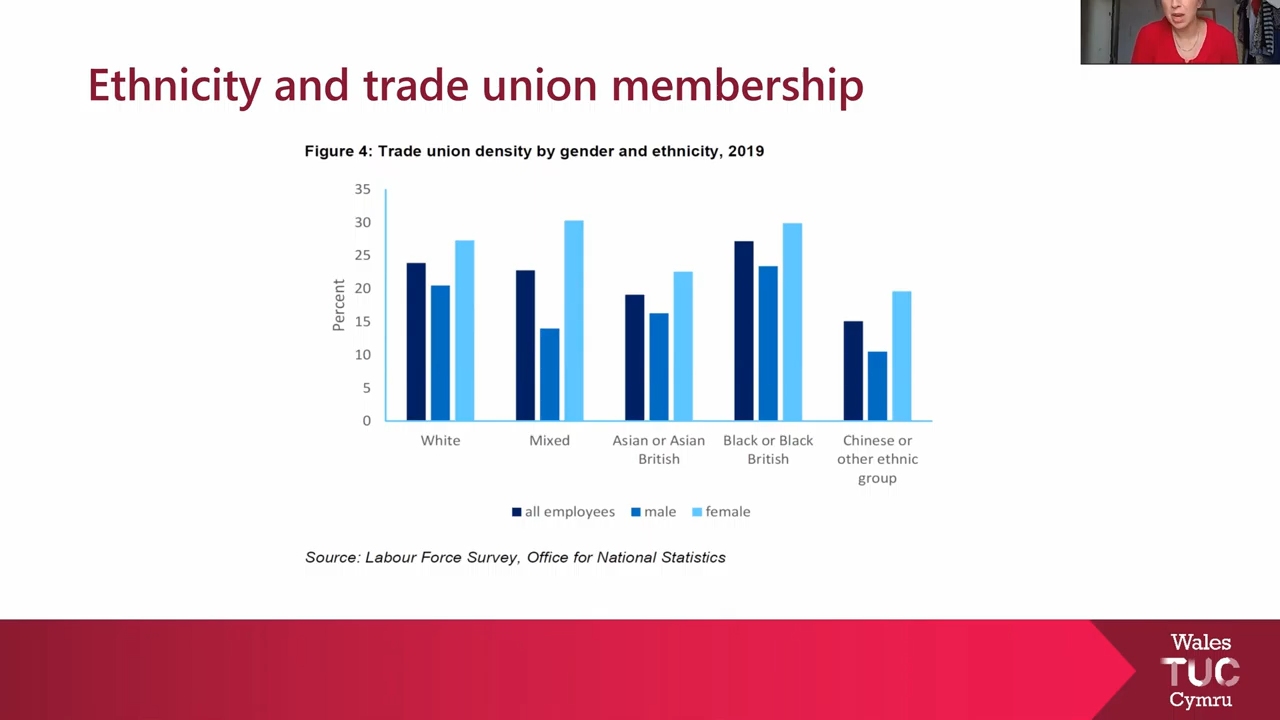 Ethnicity and trade union membership
Figure 4: Trade union density by gender and ethnicity, 2019
35
30
25
20
15
10
5
0
Percent
White
Mixed
Asian or Asian
British
Black or Black
British
Chinese or
other ethnic
group
all employees
male
female
Source: Labour Force Survey, Office for National Statistics
Wales
TUC
Cymru